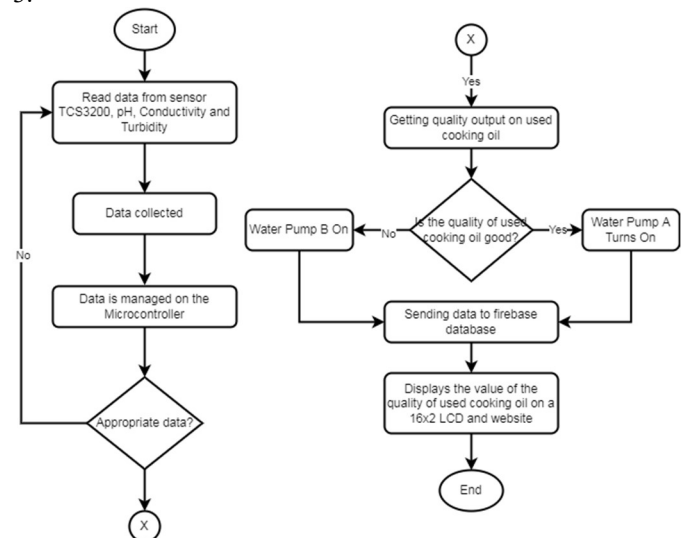 Start
Read data from sensor
TCS3200, pH, Conductivity and
Turbidity
Data collected
No
Data is managed on the
Microcontroller
Appropriate data?
X
X
Yes
Getting quality output on used
cooking oil
Is the quality of used
cooking oil good?
No
Yes
Water Pump B On
Water Pump A
Turns On
Sending data to firebase
database
Displays the value of the
quality of used cooking oil on a
16x2 LCD and website
End